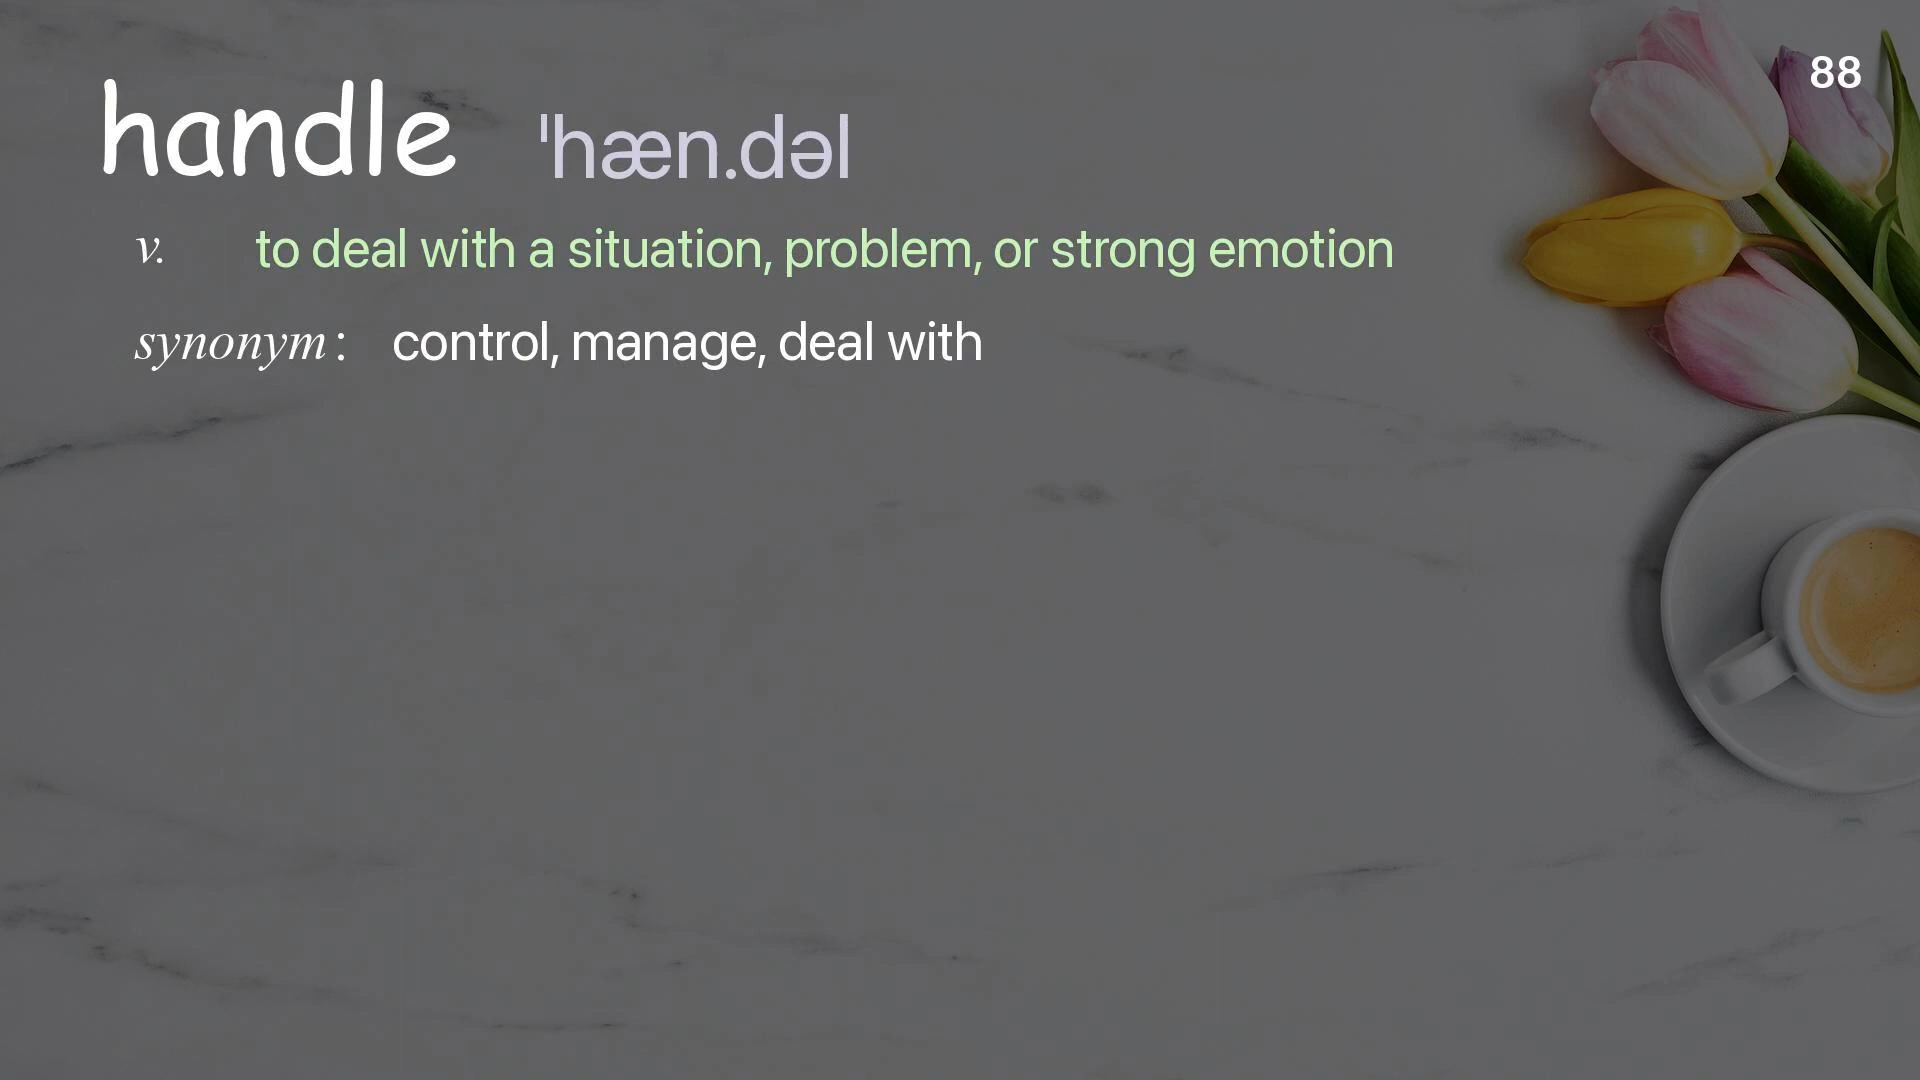 88
handle ˈhæn.dəl
v. to deal with a situation, problem, or strong emotion
synonym : control, manage, deal with